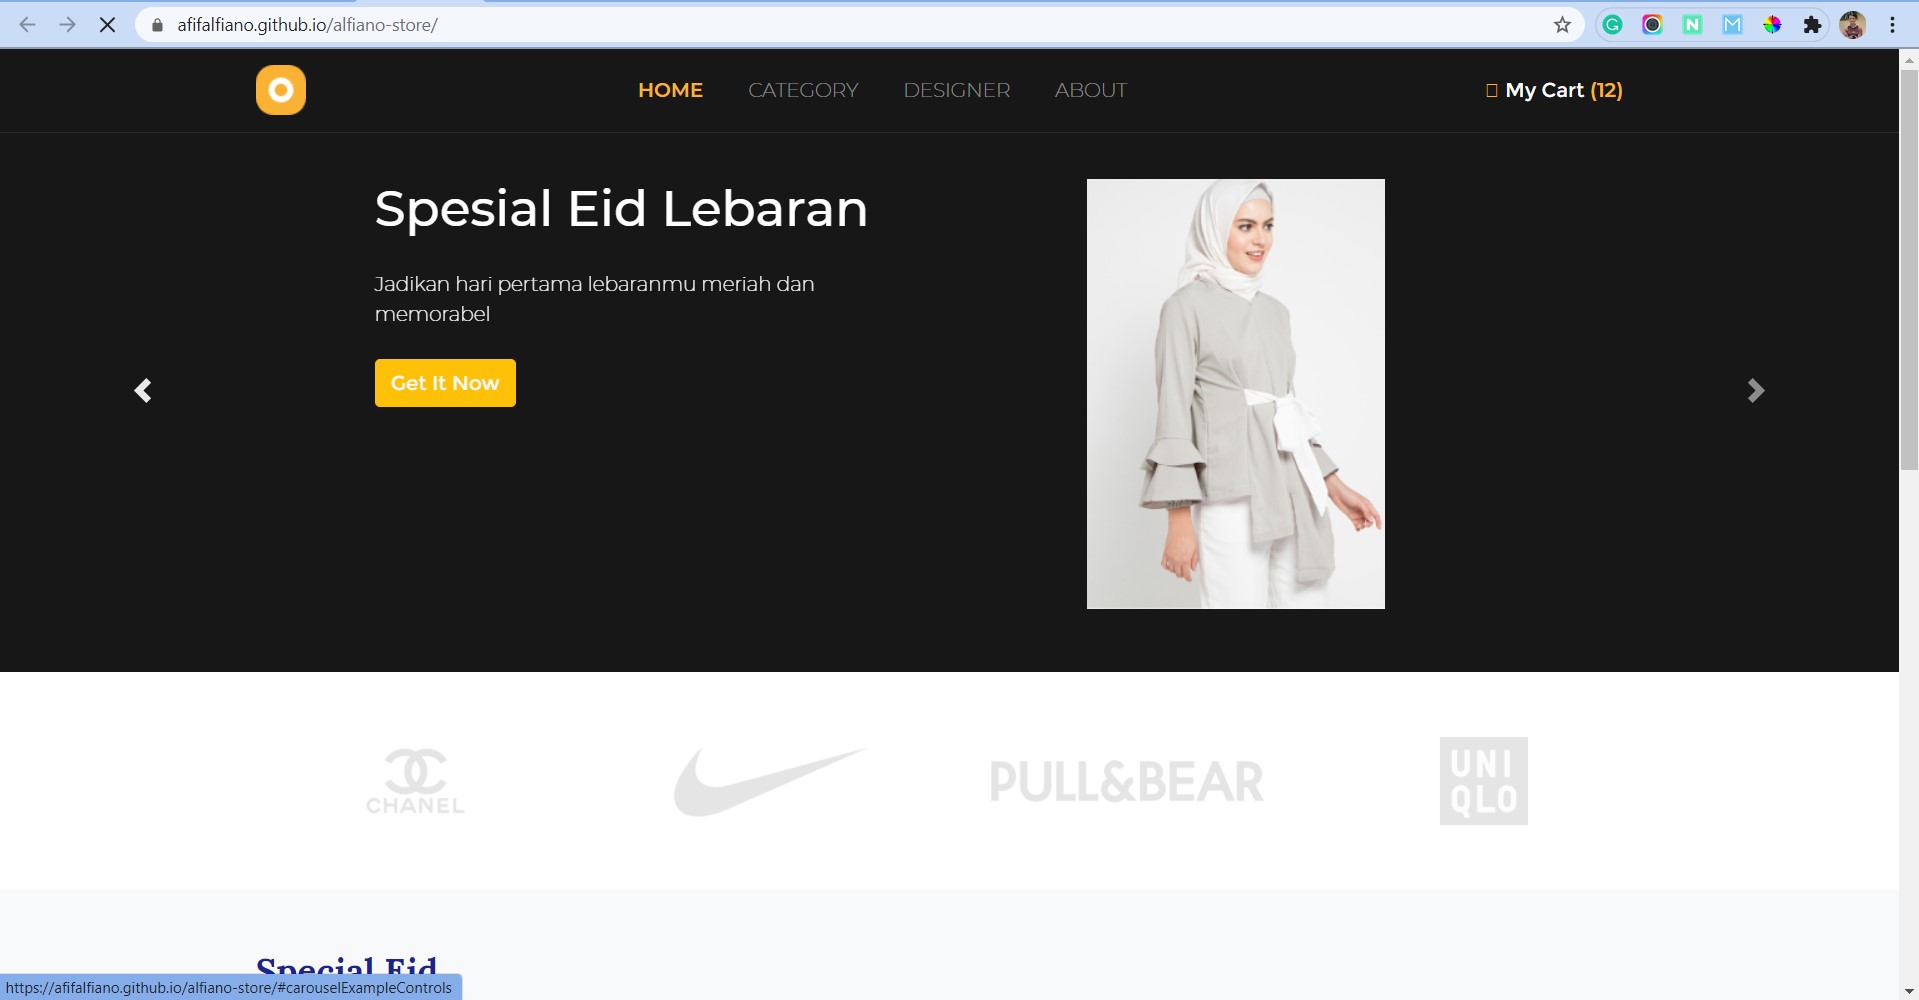 afifalfiano.github.io/alfiano-store/
HOME CATEGORY DESIGNER ABOUT
My Cart (12)
Spesial Eid Lebaran
Jadikan hari pertama lebaranmu meriah dan
memorabel
Get It Now
CHANEL
PULL&BEAR
UNI
QLO
Special Eid
https://afifalfiano.github.io/alfiano-store/#carouselExampleControls